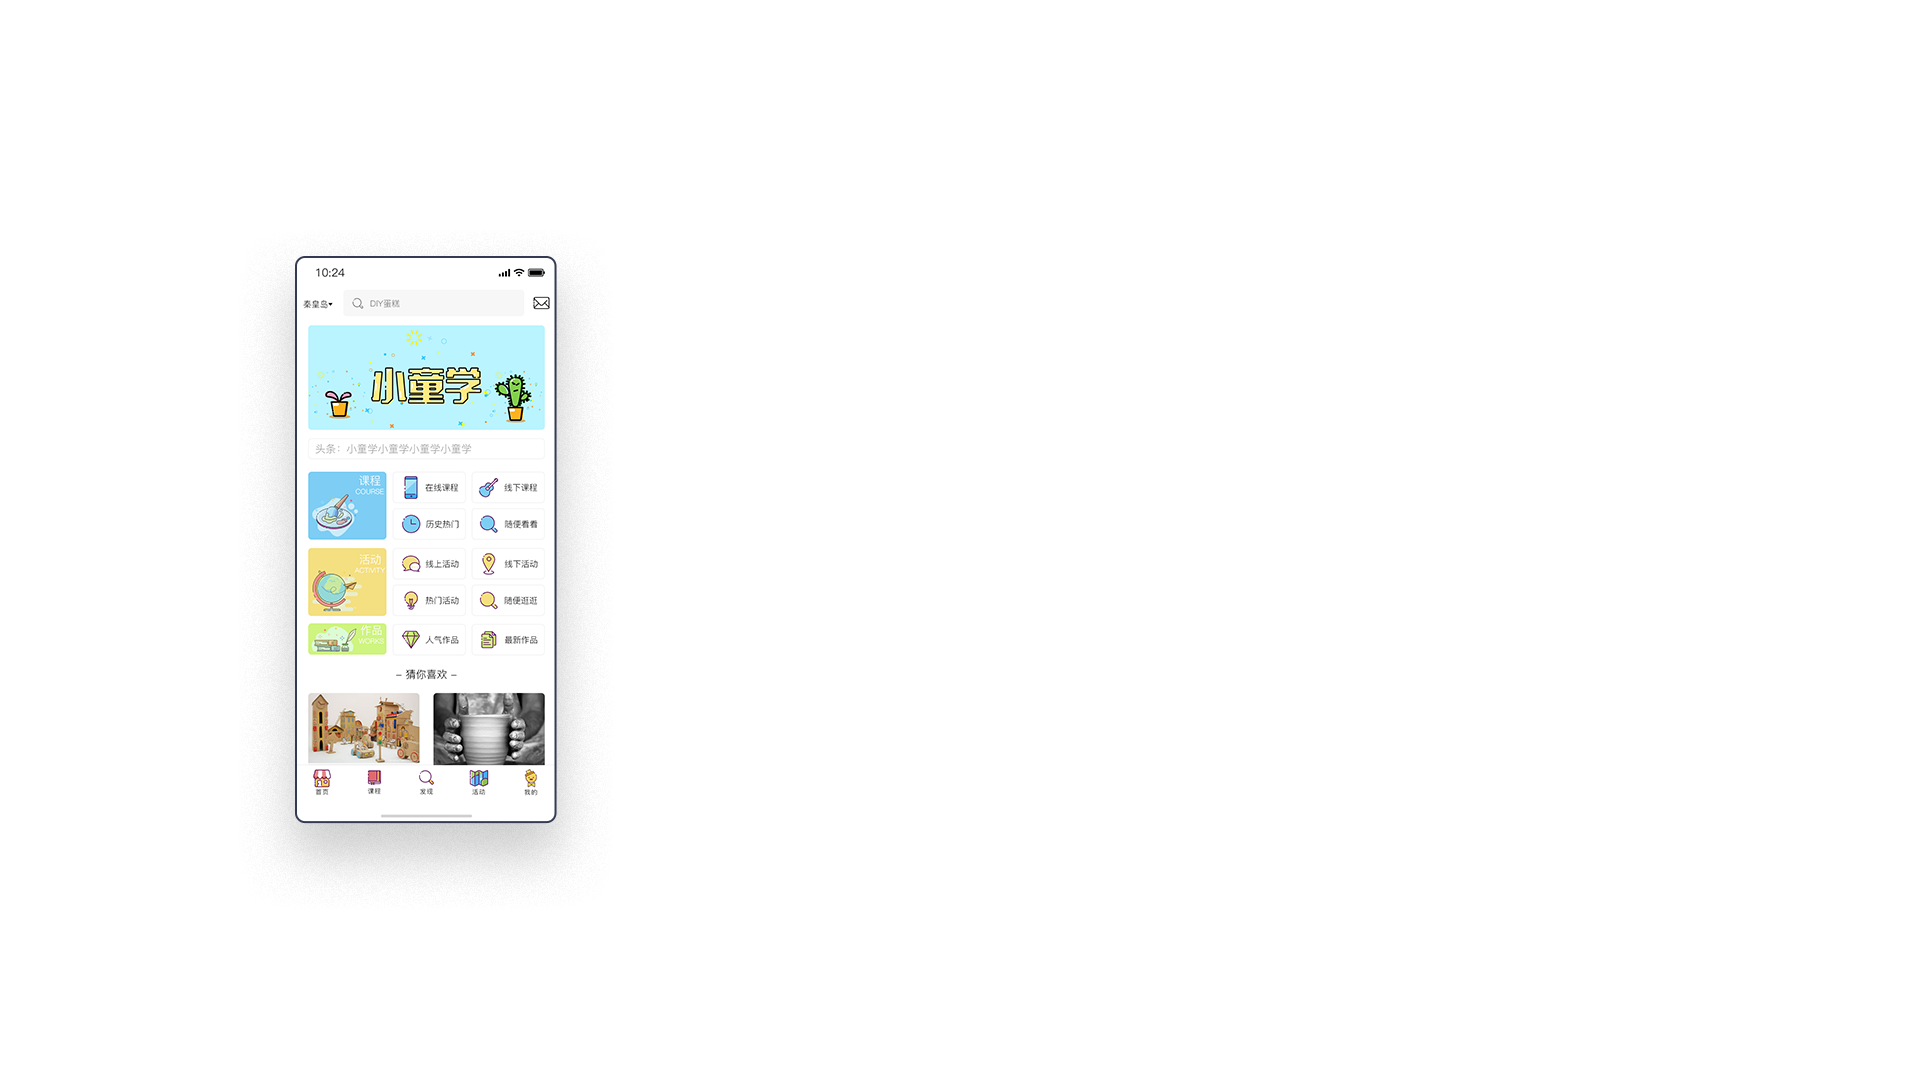 10:24
秦皇岛
DIY蛋糕
小童学
头条：小童学小童学小童学小童学
课程
COURSE
在线课程
线下课程
历史热门
随便看看
活动
ACTIVITY
线上活动
线下活动
热门活动
随便逛逛
作品
WORKS
人气作品
最新作品
– 猜你喜欢 –
首页
课程
发现
活动
我的